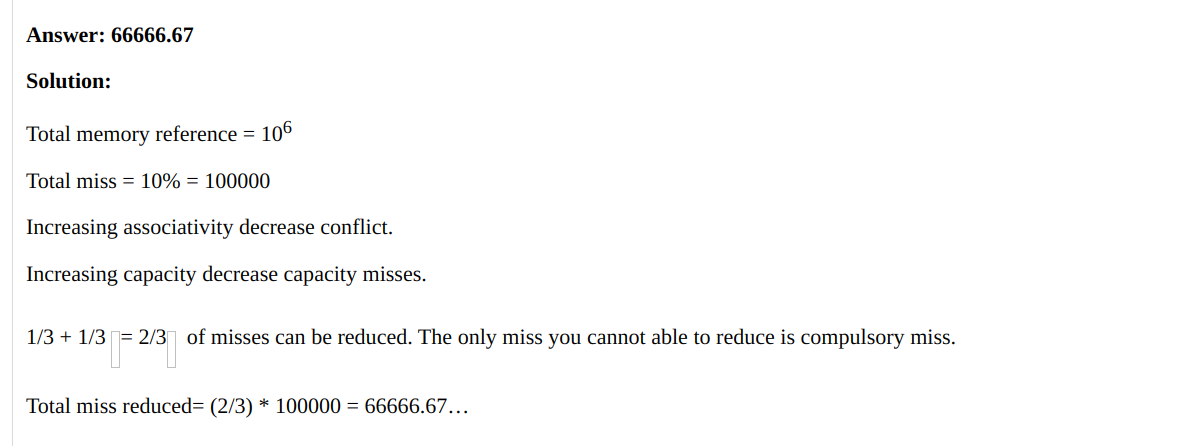 Answer: 66666.67
Solution:
Total memory reference = 10⁶
Total miss = 10% = 100000
Increasing associativity decrease conflict.
Increasing capacity decrease capacity misses.
1/3 + 1/3 = 2/3 of misses can be reduced. The only miss you cannot able to reduce is compulsory miss.
Total miss reduced= (2/3) * 100000 = 66666.67…